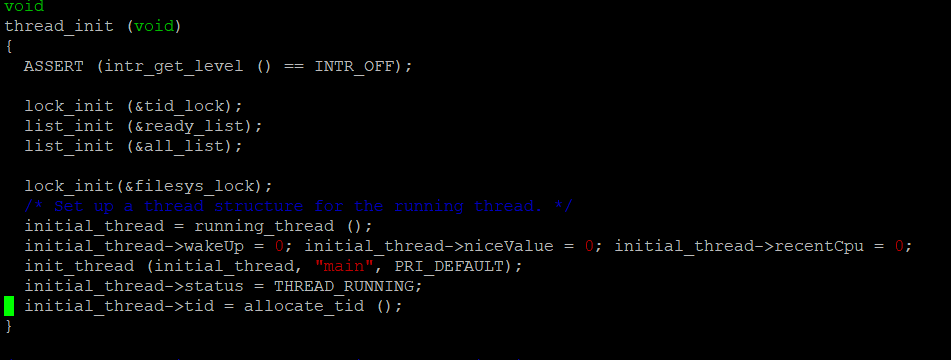 void
thread_init (void)
{
  ASSERT (intr_get_level () == INTR_OFF);

  lock_init (&tid_lock);
  list_init (&ready_list);
  list_init (&all_list);

  lock_init(&filesys_lock);
  /* Set up a thread structure for the running thread. */
  initial_thread = running_thread ();
  initial_thread->wakeUp = 0; initial_thread->niceValue = 0; initial_thread->recentCpu = 0;
  init_thread (initial_thread, "main", PRI_DEFAULT);
  initial_thread->status = THREAD_RUNNING;
  initial_thread->tid = allocate_tid ();
}